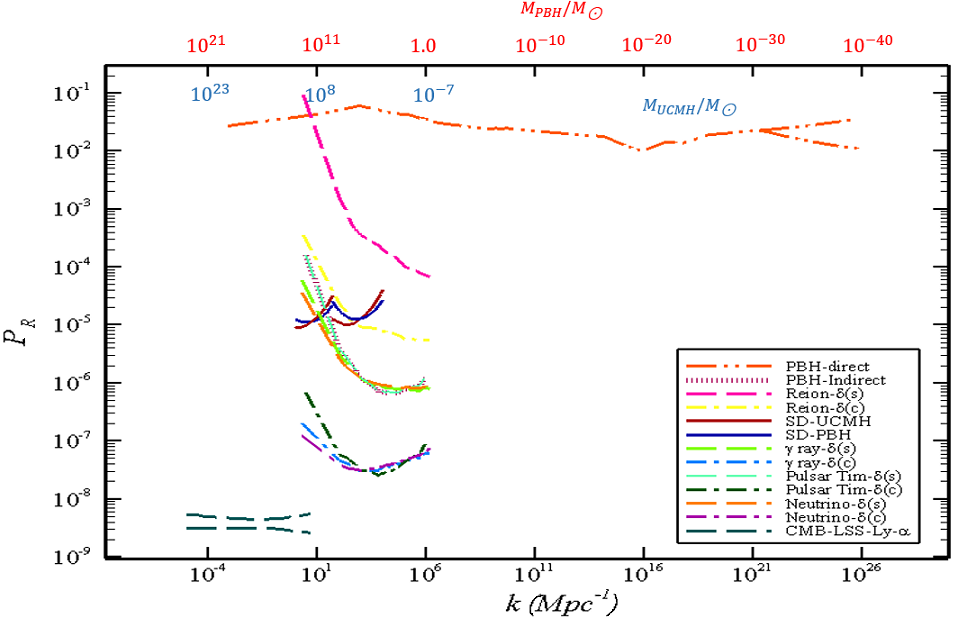 M_PBH/M_⊙
10^21 10^11 1.0 10^-10 10^-20 10^-30 10^-40
10^23 10^8 10^-7 M_UCMH/M_⊙
10^-1
10^-2
10^-3
10^-4
10^-5
10^-6
10^-7
10^-8
10^-9
P_R
PBH-direct
PBH-Indirect
Reion-δ(s)
Reion-δ(c)
SD-UCMH
SD-PBH
γ ray-δ(s)
γ ray-δ(c)
Pulsar Tim-δ(s)
Pulsar Tim-δ(c)
Neutrino-δ(s)
Neutrino-δ(c)
CMB-LSS-Ly-α
10^-4 10^1 10^6 10^11 10^16 10^21 10^26
k (Mpc^-1)